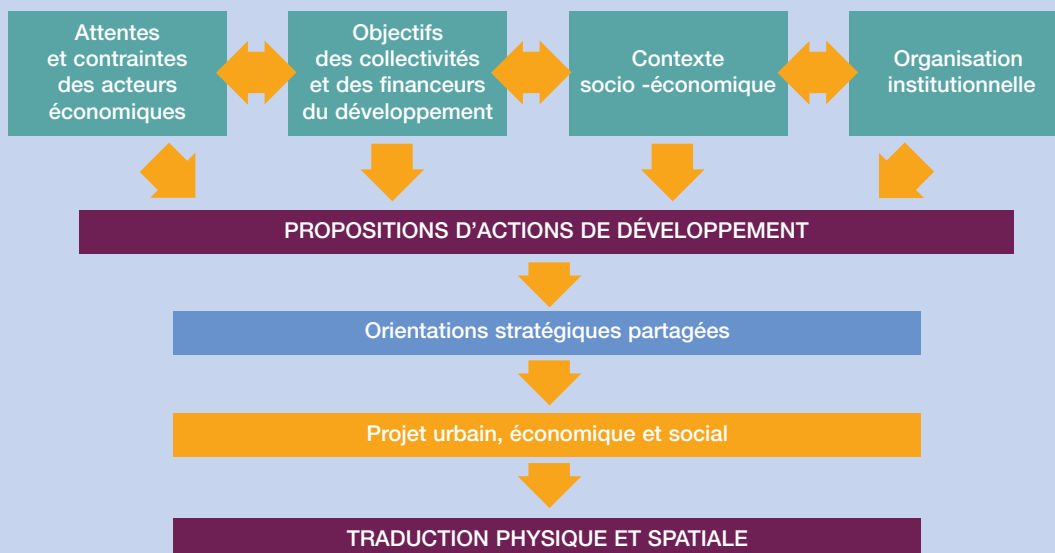 Attentes
et contraintes
des acteurs
économiques
Objectifs
des collectivités
et des financeurs
du développement
Contexte
socio -économique
Organisation
institutionnelle
PROPOSITIONS D’ACTIONS DE DÉVELOPPEMENT
Orientations stratégiques partagées
Projet urbain, économique et social
TRADUCTION PHYSIQUE ET SPATIALE